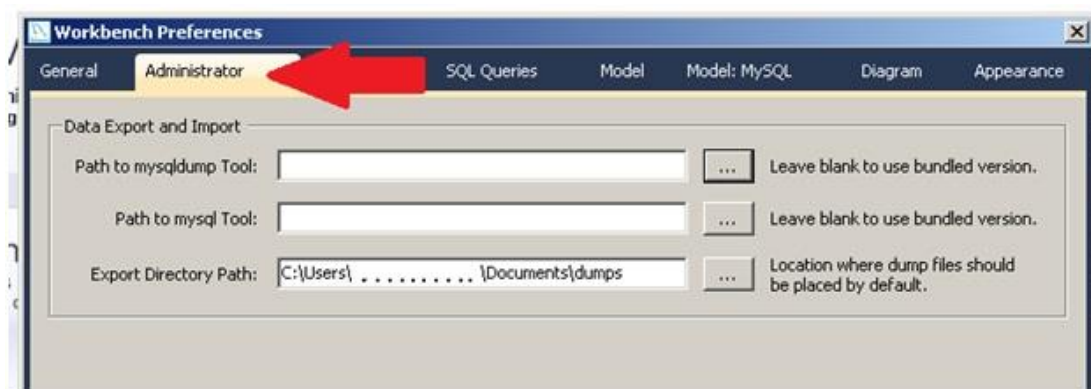 Workbench Preferences
General Administrator SQL Queries Model Model: MySQL Diagram Appearance
Data Export and Import
Path to mysqldump Tool: ... Leave blank to use bundled version.
Path to mysql Tool: ... Leave blank to use bundled version.
Export Directory Path: C:\Users\ . . . . . . . . . . . \Documents\dumps ... Location where dump files should
be placed by default.